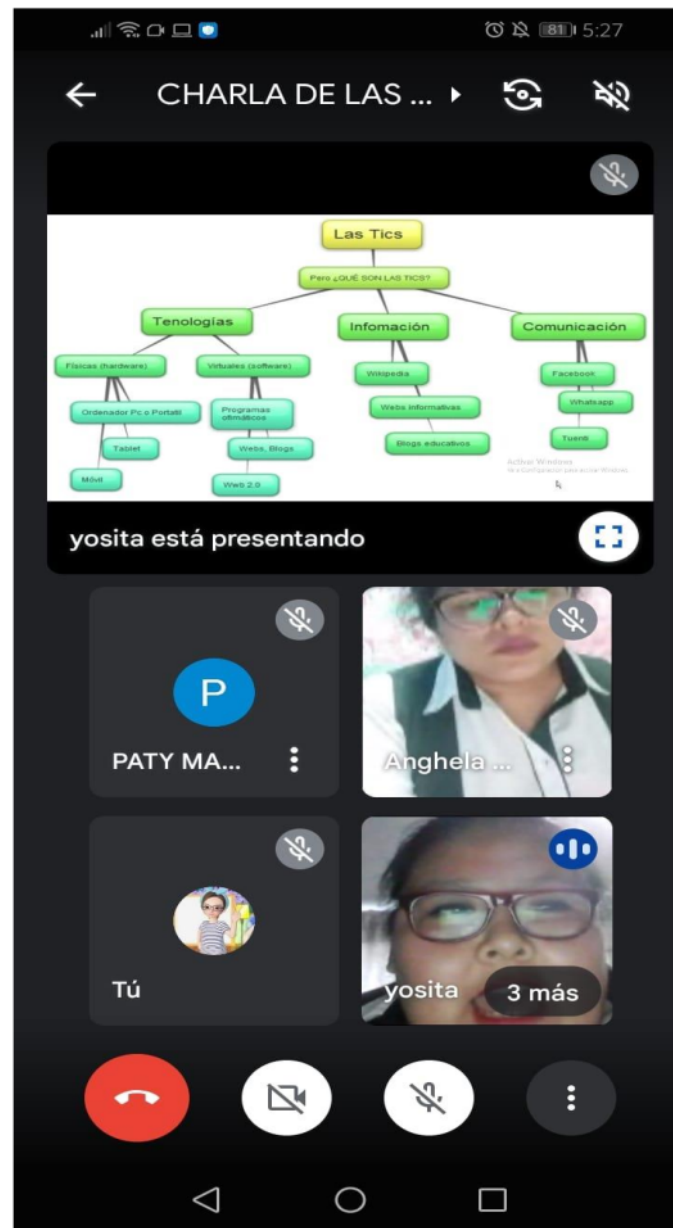 81 5:27
CHARLA DE LAS ...
Las Tics
Pero ¿QUÉ SON LAS TICS?
Tenologías
Infomación
Comunicación
Físicas (hardware)
Virtuales (software)
Wikipedia
Facebook
Ordenador Pc o Portatil
Programas
ofimáticos
Webs informativas
Whatsapp
Tablet
Webs, Blogs
Blogs educativos
Tuenti
Móvil
Web 2.0
Activar Windows
yosita está presentando
P
PATY MA...
Anghela ...
Tú
yosita
3 más